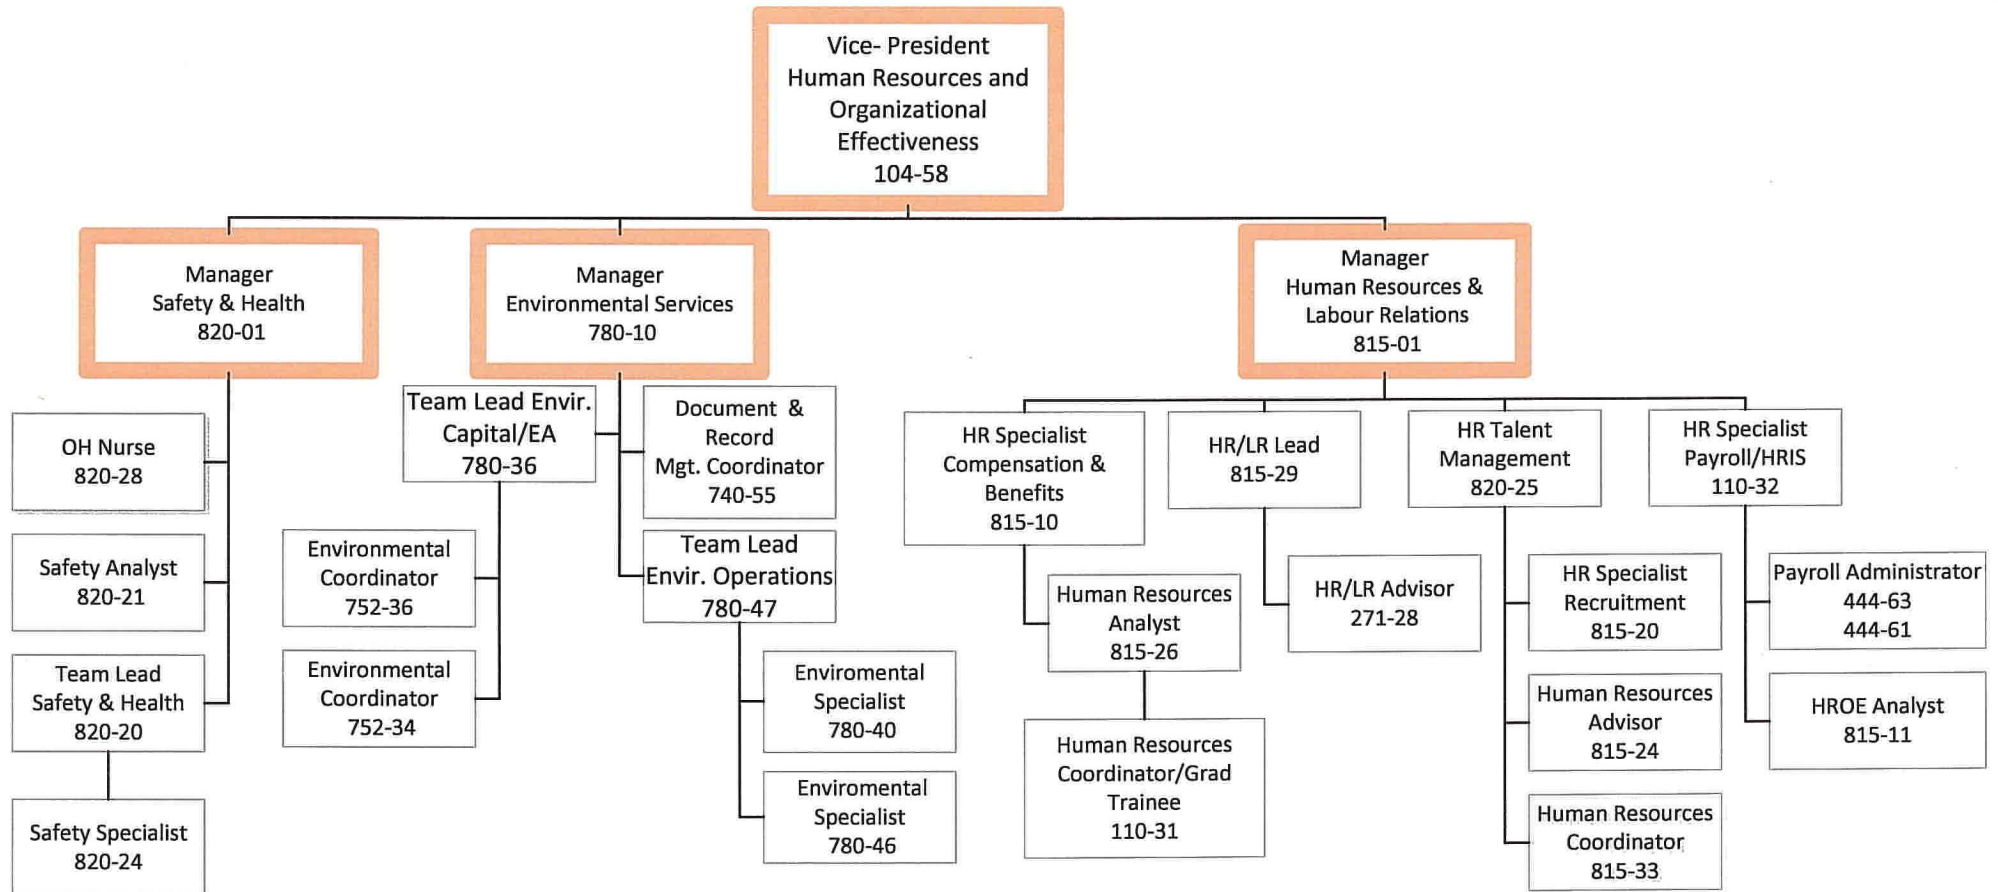 Vice- President
Human Resources and
Organizational
Effectiveness
104-58
Manager
Safety & Health
820-01
Manager
Environmental Services
780-10
Manager
Human Resources &
Labour Relations
815-01
OH Nurse
820-28
Safety Analyst
820-21
Team Lead
Safety & Health
820-20
Safety Specialist
820-24
Team Lead Envir.
Capital/EA
780-36
Environmental
Coordinator
752-36
Environmental
Coordinator
752-34
Document & 
Record
Mgt. Coordinator
740-55
Team Lead
Envir. Operations
780-47
Enviromental
Specialist
780-40
Enviromental
Specialist
780-46
HR Specialist
Compensation &
Benefits
815-10
Human Resources
Analyst
815-26
Human Resources
Coordinator/Grad
Trainee
110-31
HR/LR Lead
815-29
HR/LR Advisor
271-28
HR Talent
Management
820-25
HR Specialist
Recruitment
815-20
Human Resources
Advisor
815-24
Human Resources
Coordinator
815-33
HR Specialist
Payroll/HRIS
110-32
Payroll Administrator
444-63
444-61
HROE Analyst
815-11